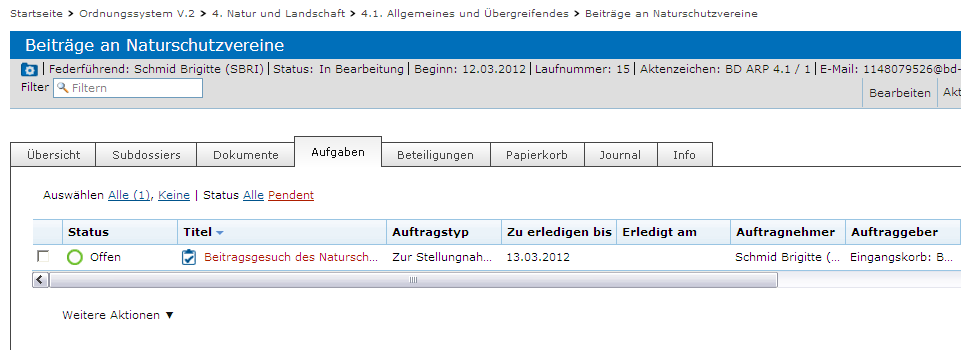 Startseite > Ordnungssystem V.2 > 4. Natur und Landschaft > 4.1. Allgemeines und Übergreifendes > Beiträge an Naturschutzvereine
Beiträge an Naturschutzvereine
Federführend: Schmid Brigitte (SBRI) | Status: In Bearbeitung | Beginn: 12.03.2012 | Laufnummer: 15 | Aktenzeichen: BD ARP 4.1 / 1 | E-Mail: 1148079526@bd-
Filter Filtern
Bearbeiten Akt
Übersicht Subdossiers Dokumente Aufgaben Beteiligungen Papierkorb Journal Info
Auswählen Alle (1), Keine | Status Alle Pendent
Status Titel Auftragstyp Zu erledigen bis Erledigt am Auftragnehmer Auftraggeber
Offen Beitragsgesuch des Natursch... Zur Stellungnah... 13.03.2012 Schmid Brigitte (... Eingangskorb: B...
Weitere Aktionen ▼